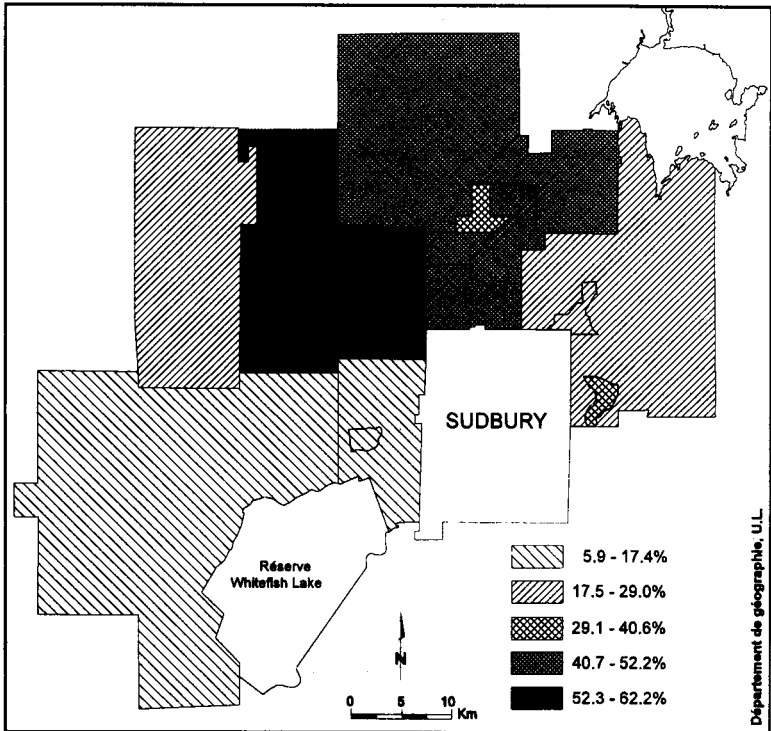 SUDBURY
Réserve
Whitefish Lake
5.9 - 17.4%
17.5 - 29.0%
29.1 - 40.6%
40.7 - 52.2%
52.3 - 62.2%
N
0 5 10
Km
Département de géographie, U.L.